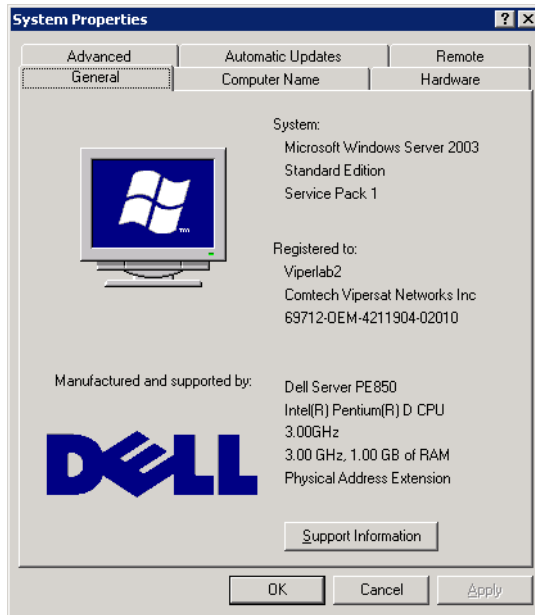 System Properties
Advanced
Automatic Updates
Remote
General
Computer Name
Hardware
System:
Microsoft Windows Server 2003
Standard Edition
Service Pack 1
TM
Registered to:
Viperlab2
Comtech Vipersat Networks Inc
69712-OEM-4211904-02010
Manufactured and supported by:
DELL
Dell Server PE850
Intel(R) Pentium(R) D CPU
3.00GHz
3.00 GHz, 1.00 GB of RAM
Physical Address Extension
Support Information
OK
Cancel
Apply